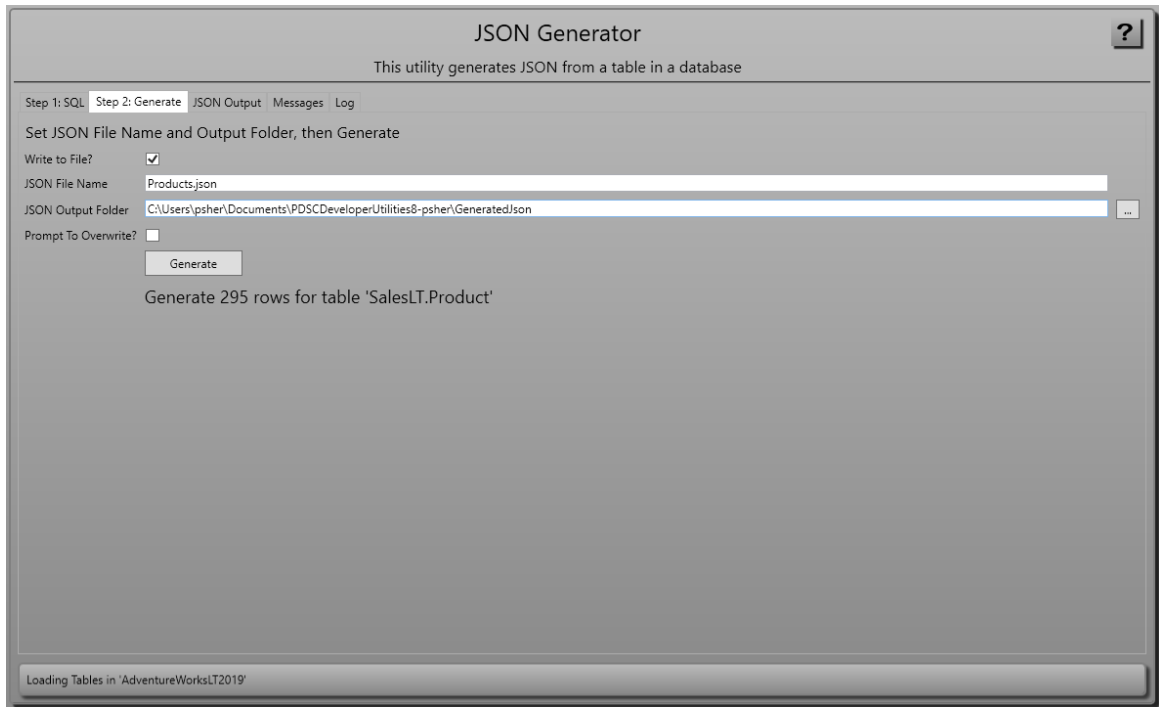 JSON Generator
?
This utility generates JSON from a table in a database
Step 1: SQL Step 2: Generate JSON Output Messages Log
Set JSON File Name and Output Folder, then Generate
Write to File?
JSON File Name Products.json
JSON Output Folder C:\Users\psher\Documents\PDSCDeveloperUtilities8-psher\GeneratedJson ...
Prompt To Overwrite?
Generate
Generate 295 rows for table 'SalesLT.Product'
Loading Tables in 'AdventureWorksLT2019'